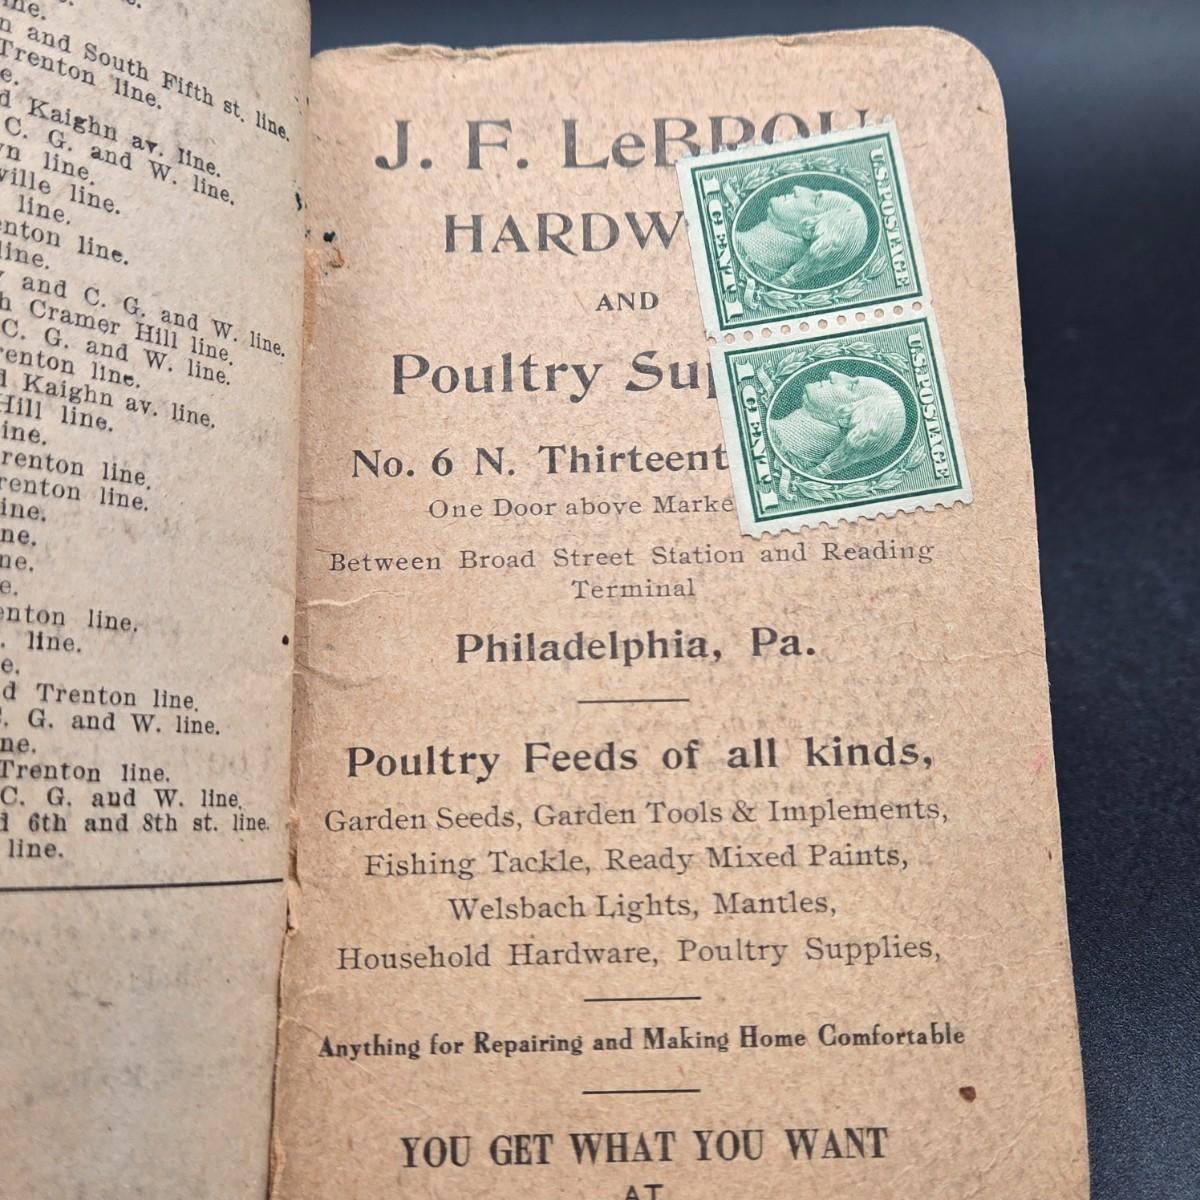 ne.
n and South Fifth st. line.
Trenton line.
e.
d Kaighn av. line.
C. G. and W. line.
wn line.
ville line.
line.
enton line.
line.
and C. G. and W. line.
h Cramer Hill line.
C. G. and W. line.
renton line.
d Kaighn av. line.
Hill line.
ine.
renton line.
renton line.
ine.
ne.
ne.
e.
enton line.
. line.
e.
d Trenton line.
. G. and W. line.
ne.
Trenton line.
C. G. aud W. line.
d 6th and 8th st. line.
line.
J. F. LeBROU
HARDW
AND
Poultry Sup
No. 6 N. Thirteent
One Door above Marke
Between Broad Street Station and Reading
Terminal
Philadelphia, Pa.
Poultry Feeds of all kinds,
Garden Seeds, Garden Tools & Implements,
Fishing Tackle, Ready Mixed Paints,
Welsbach Lights, Mantles,
Household Hardware, Poultry Supplies,
Anything for Repairing and Making Home Comfortable
YOU GET WHAT YOU WANT
AT
U.S. POSTAGE
1 CENT 1
U.S. POSTAGE
1 CENT 1